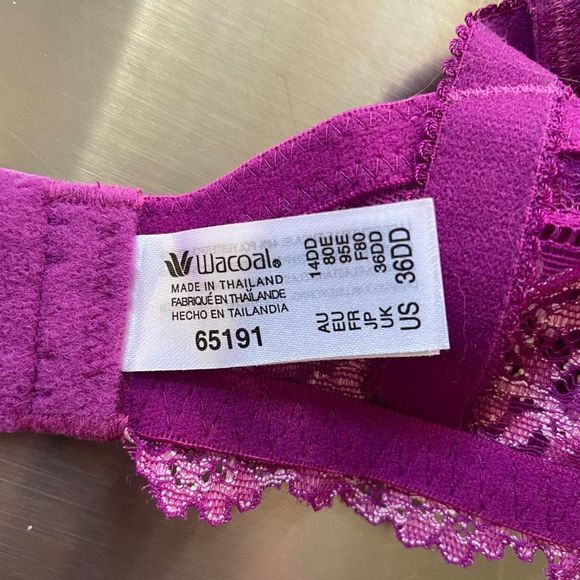 Wacoal®
MADE IN THAILAND
FABRIQUÉ EN THAÏLANDE
HECHO EN TAILANDIA
65191
AU 14DD
EU 80E
FR 95E
JP F80
UK 36DD
US 36DD